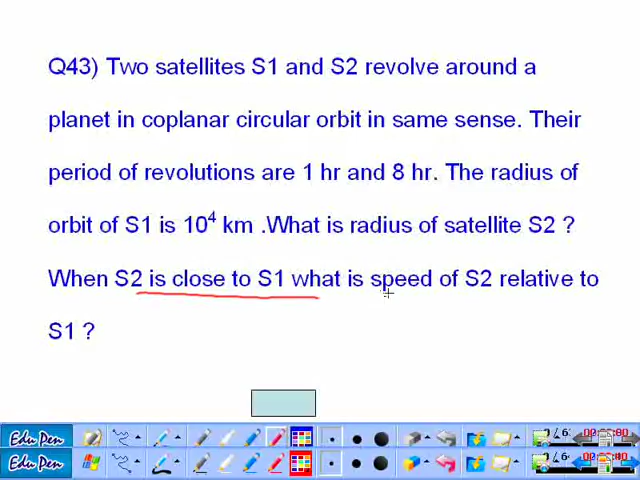 Q43) Two satellites S1 and S2 revolve around a
planet in coplanar circular orbit in same sense. Their
period of revolutions are 1 hr and 8 hr. The radius of
orbit of S1 is 10⁴ km .What is radius of satellite S2 ?
When S2 is close to S1 what is speed of S2 relative to
S1 ?
Edu Pen
Edu Pen